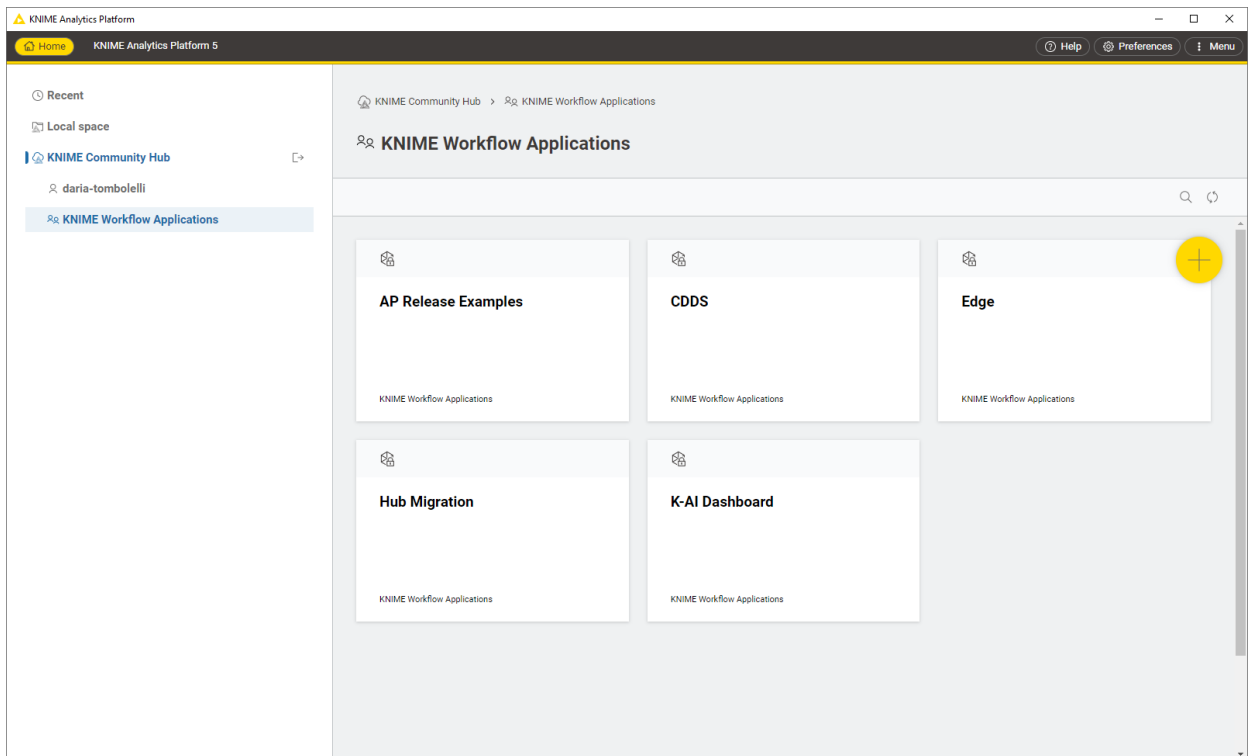 KNIME Analytics Platform
Home
KNIME Analytics Platform 5
Help
Preferences
Menu
Recent
Local space
KNIME Community Hub
daria-tombolelli
KNIME Workflow Applications
KNIME Community Hub > KNIME Workflow Applications
KNIME Workflow Applications
AP Release Examples
KNIME Workflow Applications
CDDS
KNIME Workflow Applications
Edge
KNIME Workflow Applications
Hub Migration
KNIME Workflow Applications
K-AI Dashboard
KNIME Workflow Applications